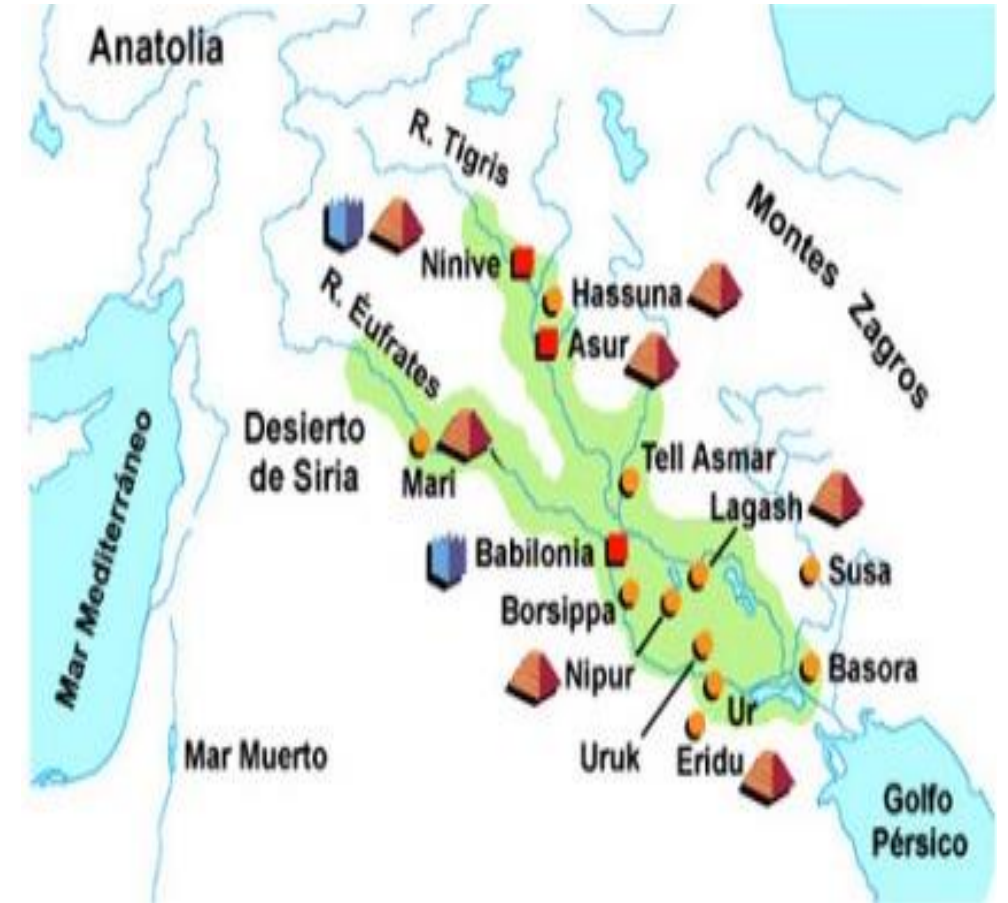 Anatolia
R. Tigris
Montes Zagros
Ninive
R. Éufrates
Hassuna
Asur
Desierto
de Siria
Mari
Tell Asmar
Lagash
Mar Mediterráneo
Babilonia
Susa
Borsippa
Nipur
Basora
Ur
Uruk
Eridu
Mar Muerto
Golfo
Pérsico